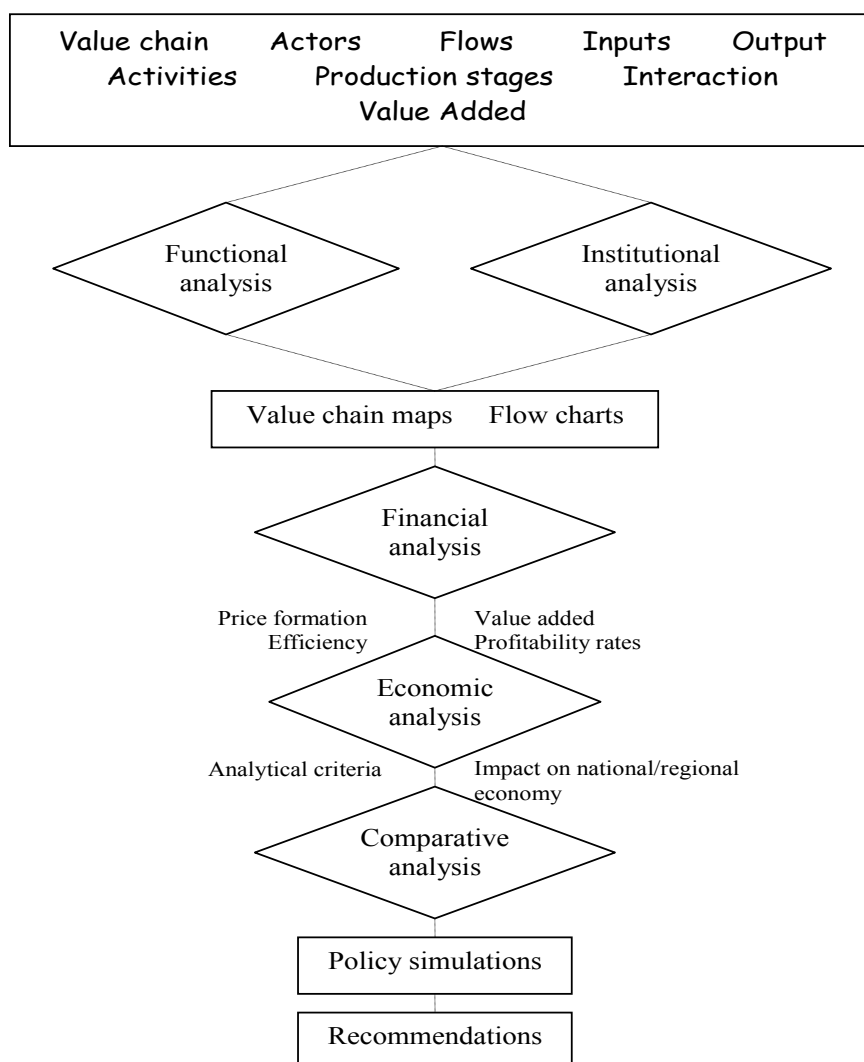 Value chain Actors Flows Inputs Output
Activities Production stages Interaction
Value Added
Functional
analysis
Institutional
analysis
Value chain maps Flow charts
Financial
analysis
Price formation
Efficiency
Value added
Profitability rates
Economic
analysis
Analytical criteria
Impact on national/regional
economy
Comparative
analysis
Policy simulations
Recommendations